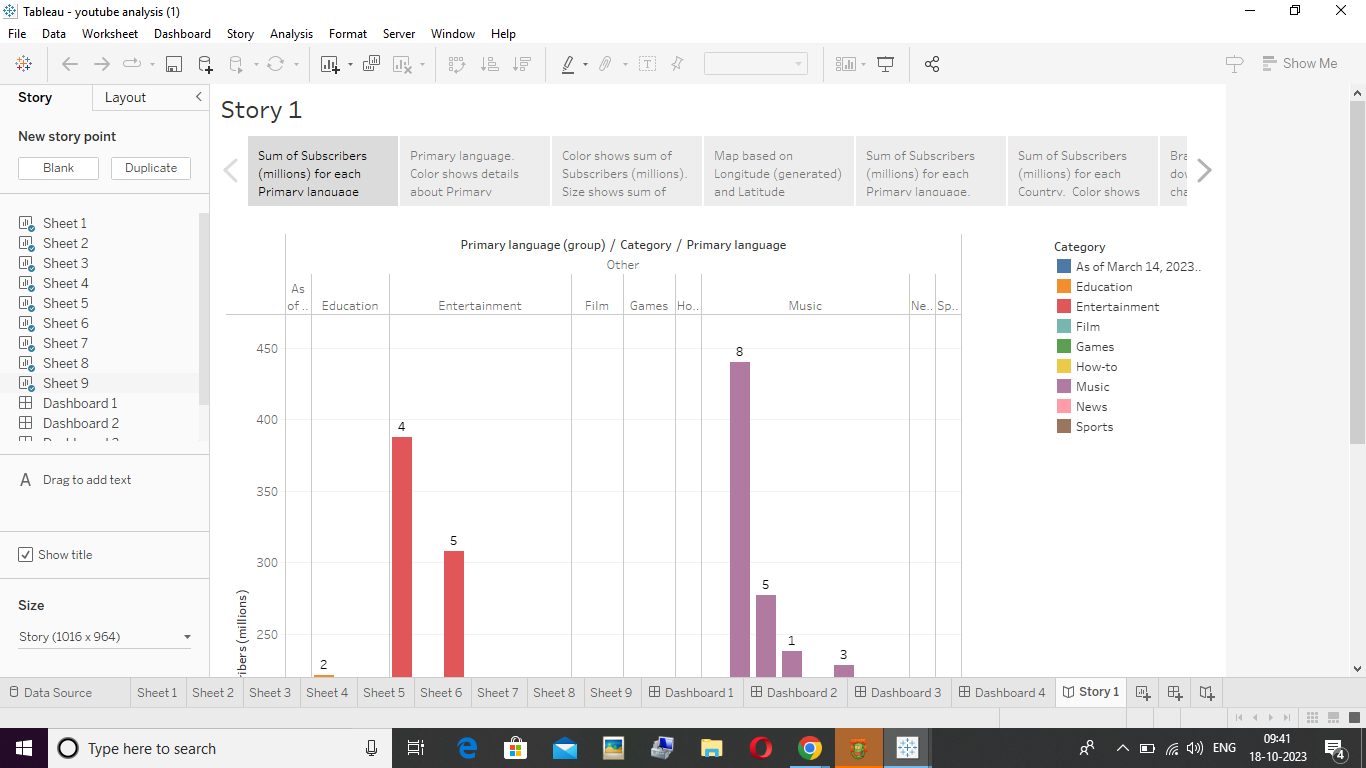 Tableau - youtube analysis (1)
File Data Worksheet Dashboard Story Analysis Format Server Window Help
Show Me
Story Layout
New story point
Blank Duplicate
Sheet 1
Sheet 2
Sheet 3
Sheet 4
Sheet 5
Sheet 6
Sheet 7
Sheet 8
Sheet 9
Dashboard 1
Dashboard 2
A Drag to add text
Show title
Size
Story (1016 x 964)
Story 1
Sum of Subscribers
(millions) for each
Primary language
Primary language.
Color shows details
about Primary
Color shows sum of
Subscribers (millions).
Size shows sum of
Map based on
Longitude (generated)
and Latitude
Sum of Subscribers
(millions) for each
Primary language.
Sum of Subscribers
(millions) for each
Country. Color shows
Primary language (group) / Category / Primary language
Other
As
of .. Education Entertainment Film Games Ho.. Music Ne.. Sp..
450
400
350
300
250
8
4
5
5
1
3
2
(millions)
Category
As of March 14, 2023..
Education
Entertainment
Film
Games
How-to
Music
News
Sports
Data Source Sheet 1 Sheet 2 Sheet 3 Sheet 4 Sheet 5 Sheet 6 Sheet 7 Sheet 8 Sheet 9 Dashboard 1 Dashboard 2 Dashboard 3 Dashboard 4 Story 1
Type here to search
ENG
09:41
18-10-2023
4